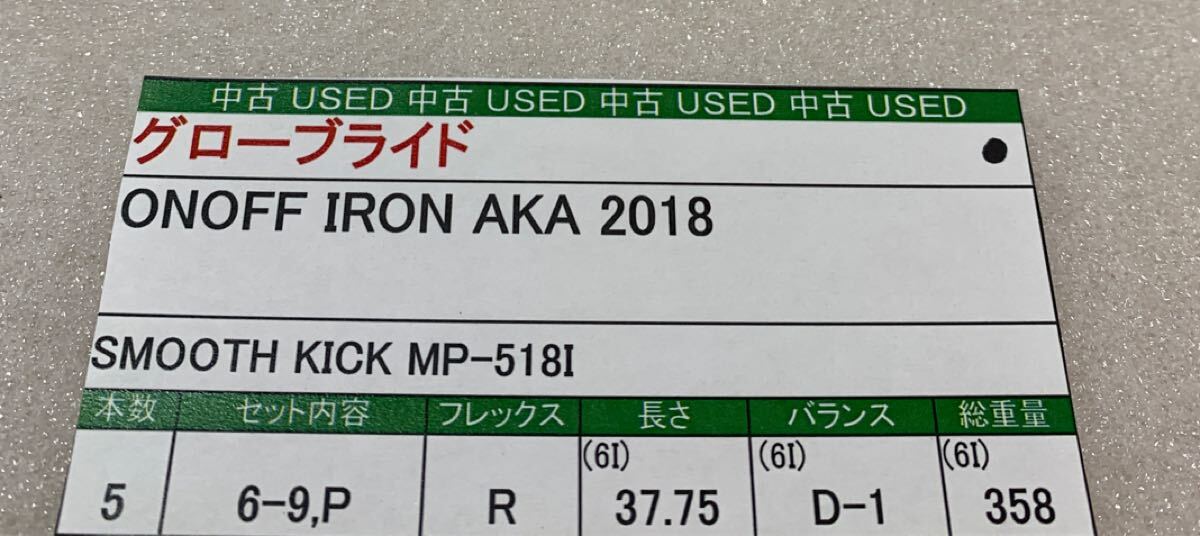 中古 USED 中古 USED 中古 USED 中古 USED
グローブライド ●
ONOFF IRON AKA 2018
SMOOTH KICK MP-518I
本数 セット内容 フレックス 長さ バランス 総重量
(6I) (6I) (6I)
5 6-9,P R 37.75 D-1 358